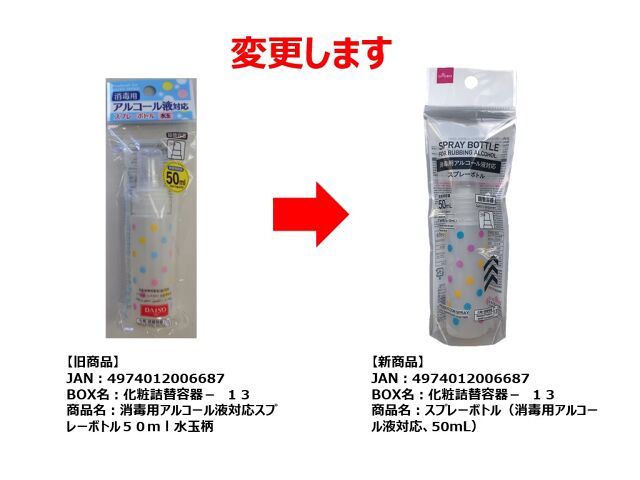 変更します
消毒用
アルコール液対応
スプレーボトル 水玉
50ml
DAISO
SPRAY BOTTLE
FOR RUBBING ALCOHOL
消毒用アルコール液対応
スプレーボトル
50mL
【旧商品】
JAN：4974012006687
BOX名：化粧詰替容器－ １３
商品名：消毒用アルコール液対応スプ
レーボトル５０ｍｌ水玉柄
【新商品】
JAN：4974012006687
BOX名：化粧詰替容器－ １３
商品名：スプレーボトル（消毒用アルコー
ル液対応、50mL）